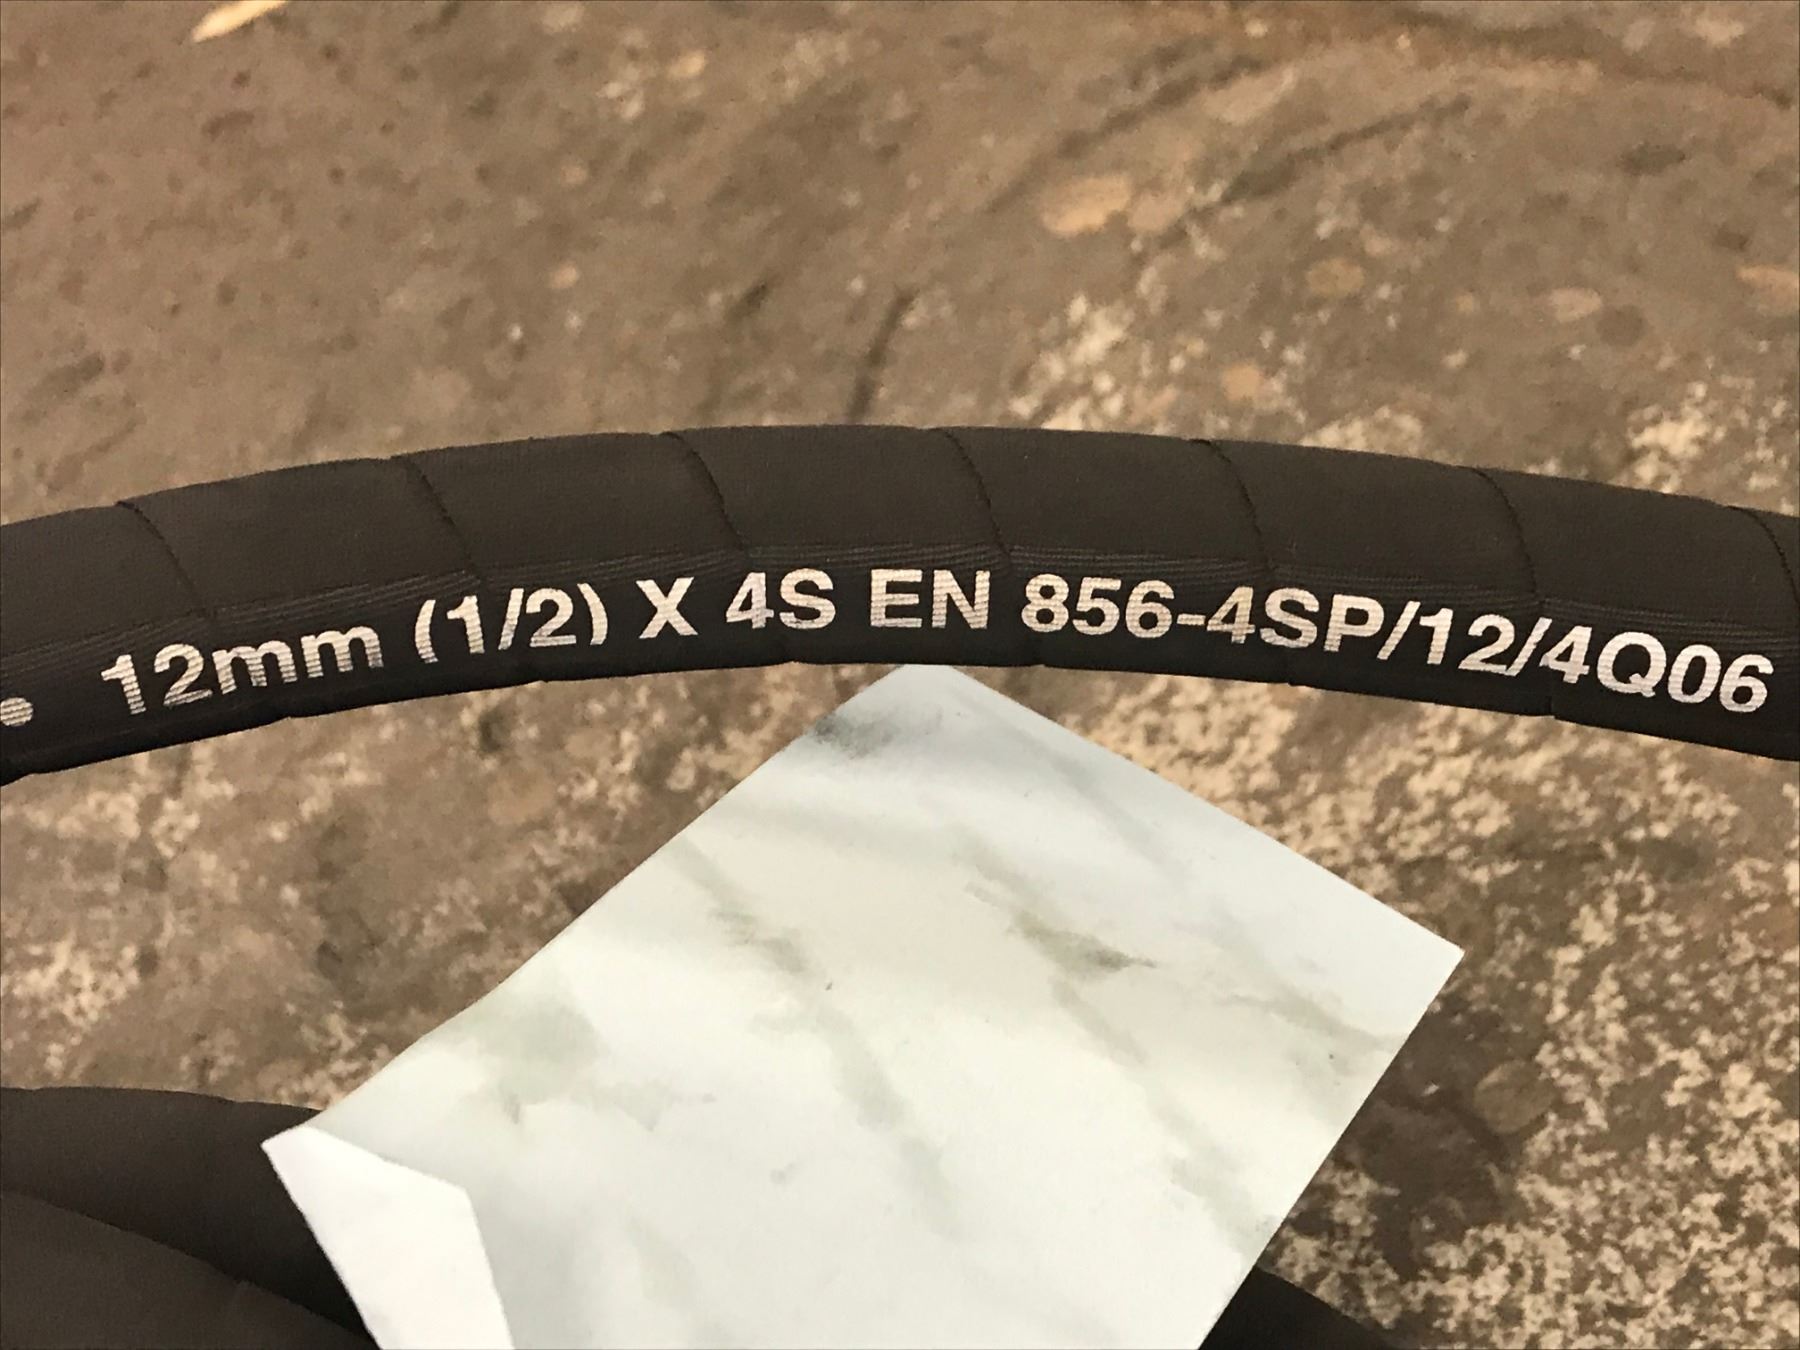 • 12mm (1/2) X 4S EN 856-4SP/12/4Q06